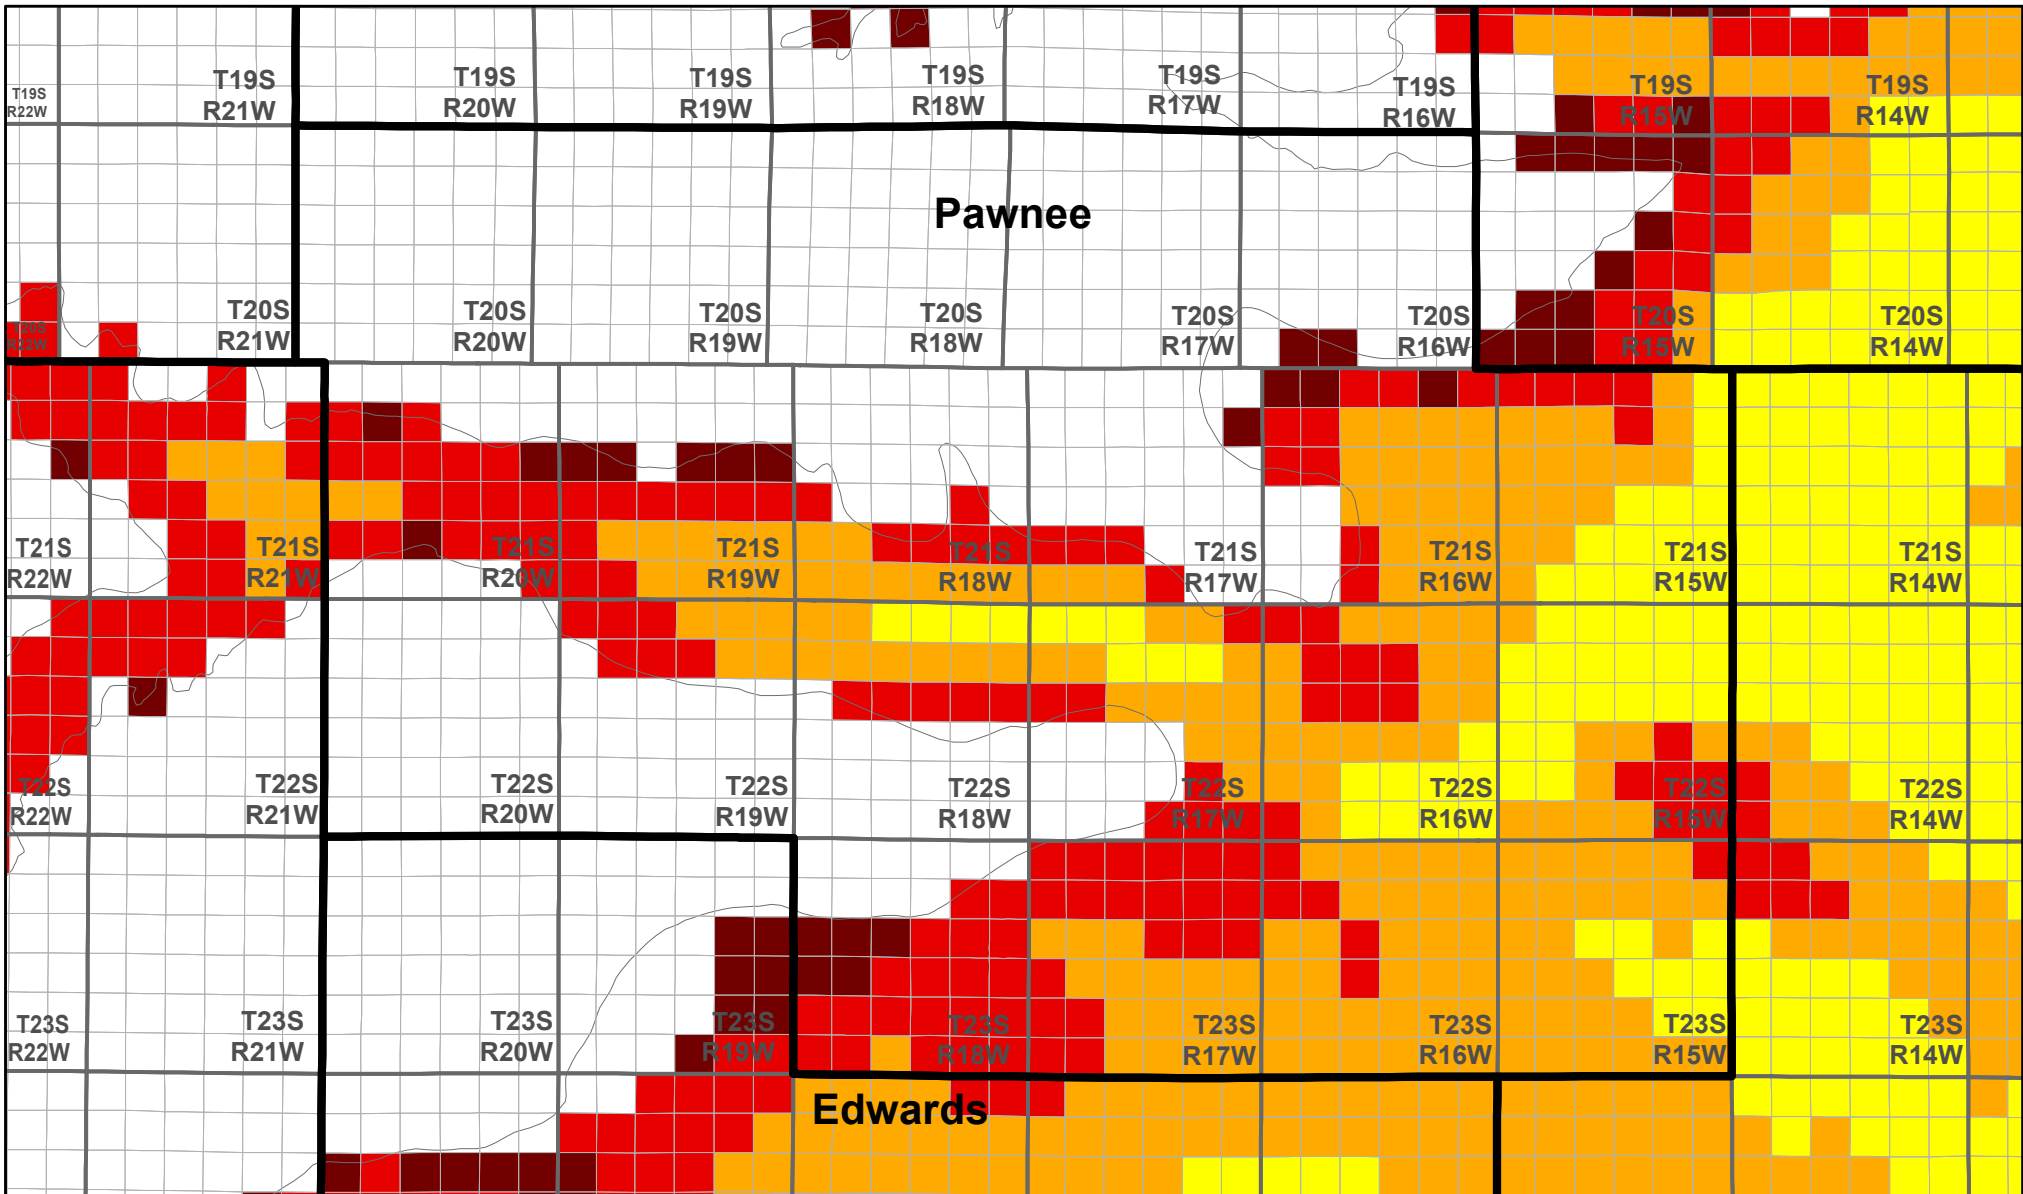 T19S
R22W
T19S
R21W
T19S
R20W
T19S
R19W
T19S
R18W
T19S
R17W
T19S
R16W
T19S
R15W
T19S
R14W
Pawnee
T20S
R22W
T20S
R21W
T20S
R20W
T20S
R19W
T20S
R18W
T20S
R17W
T20S
R16W
T20S
R15W
T20S
R14W
T21S
R22W
T21S
R21W
T21S
R20W
T21S
R19W
T21S
R18W
T21S
R17W
T21S
R16W
T21S
R15W
T21S
R14W
T22S
R22W
T22S
R21W
T22S
R20W
T22S
R19W
T22S
R18W
T22S
R17W
T22S
R16W
T22S
R15W
T22S
R14W
T23S
R22W
T23S
R21W
T23S
R20W
T23S
R19W
T23S
R18W
T23S
R17W
T23S
R16W
T23S
R15W
T23S
R14W
Edwards